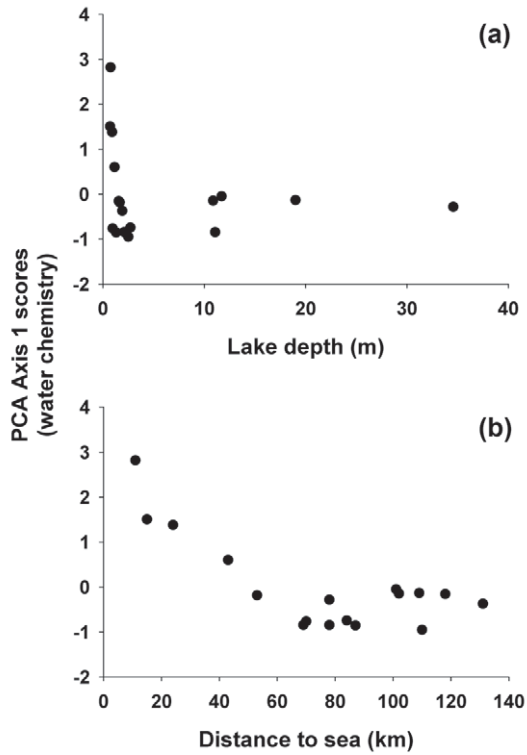 (a)
4
3
2
1
0
-1
-2
0 10 20 30 40
Lake depth (m)
PCA Axis 1 scores
(water chemistry)
(b)
4
3
2
1
0
-1
-2
0 20 40 60 80 100 120 140
Distance to sea (km)